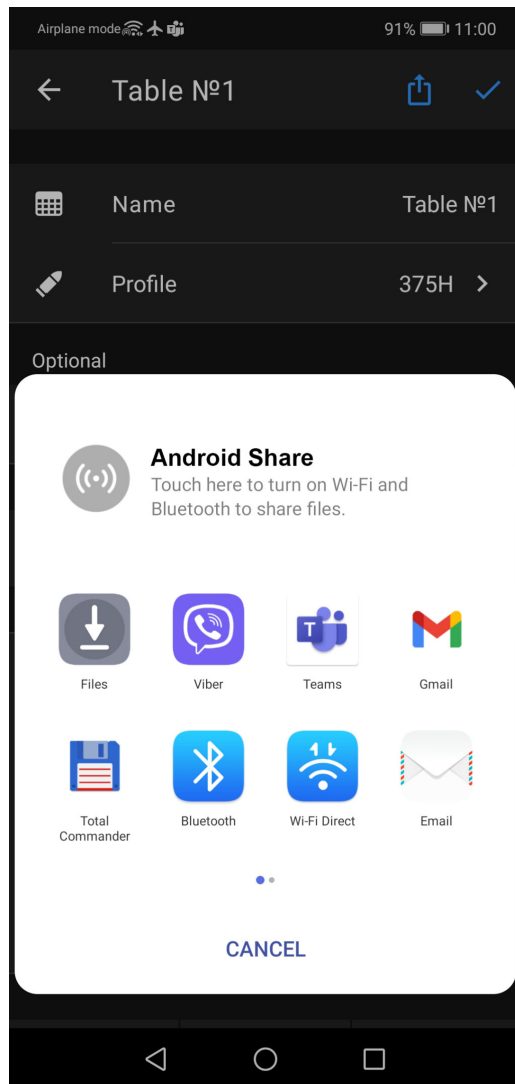 Airplane mode 91% 11:00
Table №1
Name Table №1
Profile 375H
Optional
Android Share
Touch here to turn on Wi-Fi and
Bluetooth to share files.
Files Viber Teams Gmail
Total
Commander Bluetooth Wi-Fi Direct Email
CANCEL